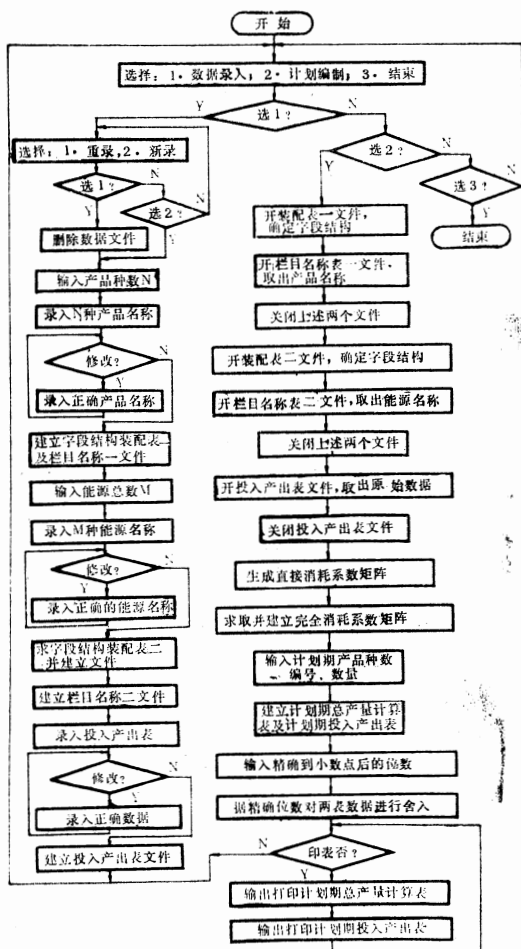 开 始
选择：1．数据录入；2．计划编制；3．结束
选1？
Y
N
选择：1．重录，2．新录
选1？
Y
N
选2？
Y
N
删除数据文件
输入产品种数N
录入N种产品名称
修改？
N
Y
录入正确产品名称
建立字段结构装配表一
及栏目名称一文件
输入能源总数M
录入M种能源名称
修改？
N
Y
录入正确的能源名称
求字段结构装配表二
并建立文件
建立栏目名称二文件
录入投入产出表
修改？
N
Y
录入正确数据
建立投入产出表文件
选2？
Y
N
选3？
N
Y
结束
开装配表一文件，
确定字段结构
开栏目名称表一文件，
取出产品名称
关闭上述两个文件
开装配表二文件，确定字段结构
开栏目名称表二文件，取出能源名称
关闭上述两个文件
开投入产出表文件，取出原始数据
关闭投入产出表文件
生成直接消耗系数矩阵
求取并建立完全消耗系数矩阵
输入计划期产品种数
编号、数量
建立计划期总产量计算
表及计划期投入产出表
输入精确到小数点后的位数
据精确位数对两表数据进行舍入
印表否？
N
Y
输出打印计划期总产量计算表
输出打印计划期投入产出表